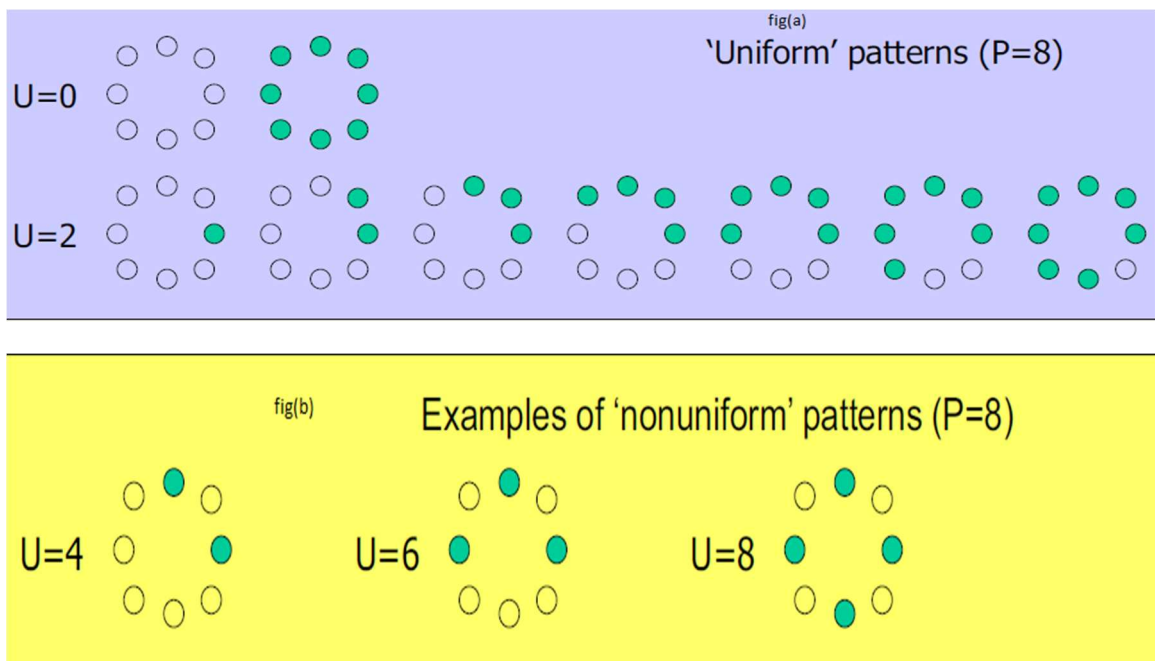 fig(a)
‘Uniform’ patterns (P=8)
U=0
U=2
fig(b)
Examples of ‘nonuniform’ patterns (P=8)
U=4
U=6
U=8